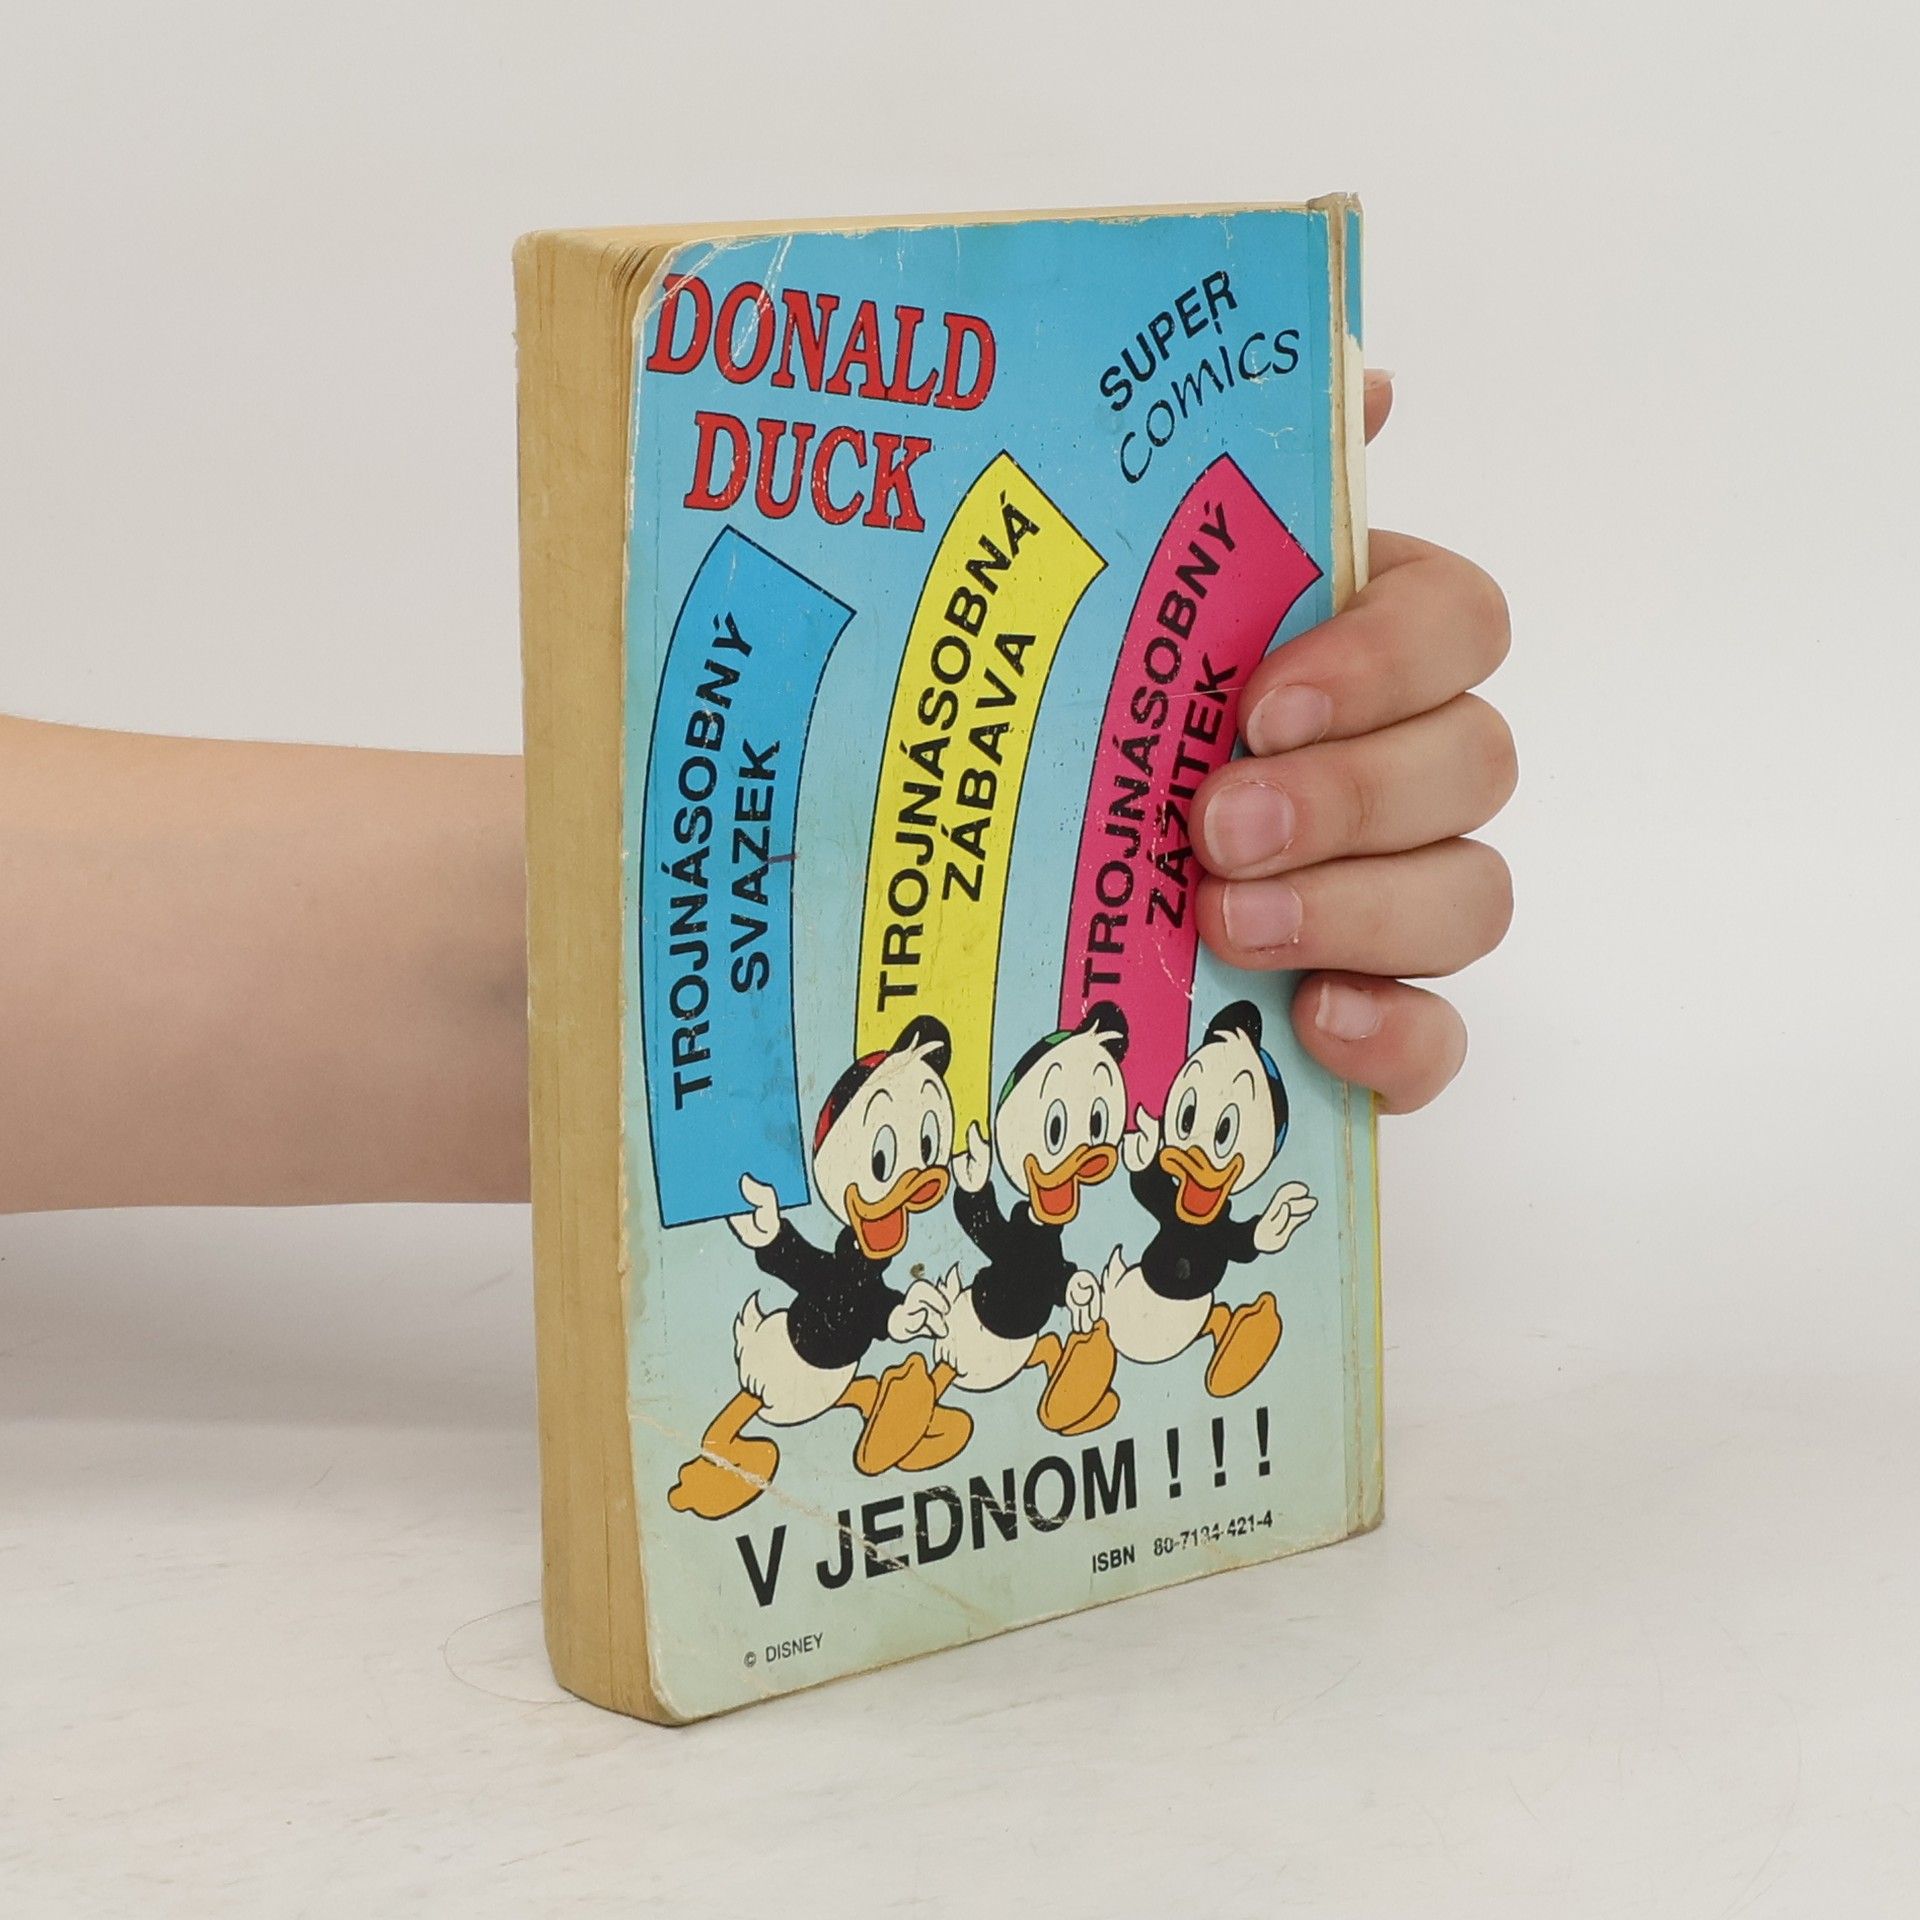 DONALD
DUCK
SUPER
COMICS
TROJNÁSOBNÝ
SVAZEK
TROJNÁSOBNÁ
ZÁBAVA
TROJNÁSOBNÝ
ZÁŽITEK
V JEDNOM ! ! !
ISBN 80-7134-421-4
© DISNEY